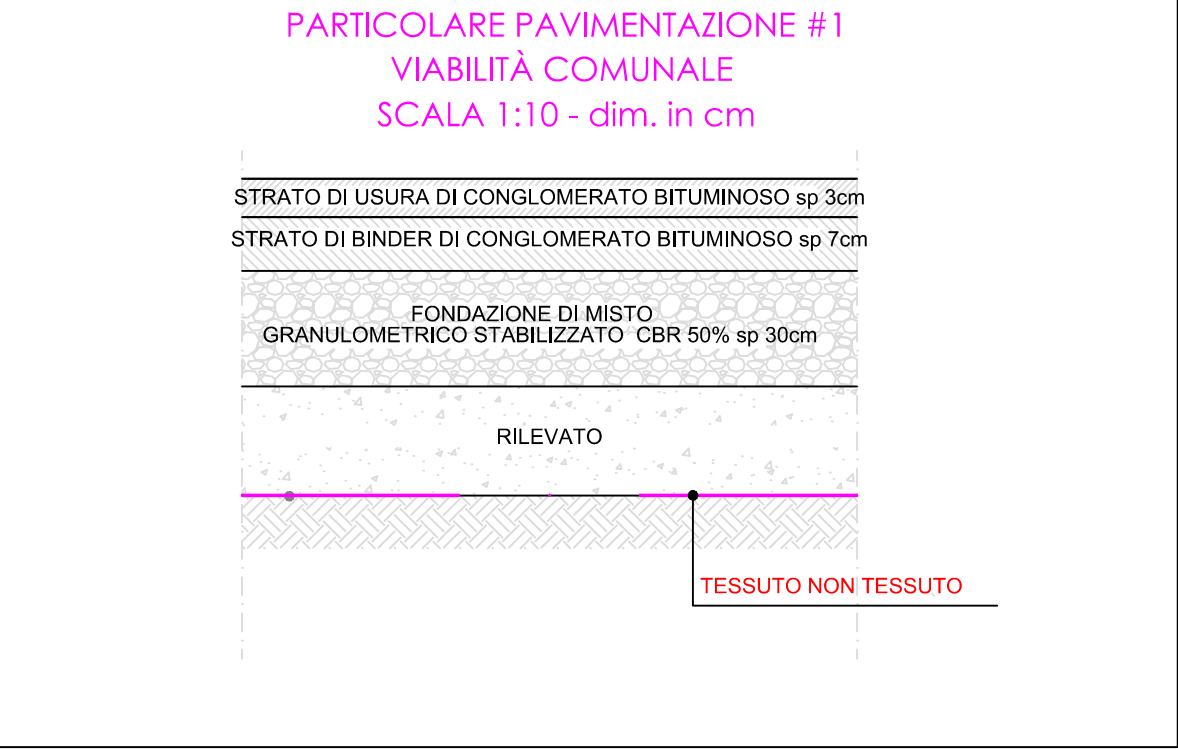 PARTICOLARE PAVIMENTAZIONE #1
VIABILITÀ COMUNALE
SCALA 1:10 - dim. in cm
STRATO DI USURA DI CONGLOMERATO BITUMINOSO sp 3cm
STRATO DI BINDER DI CONGLOMERATO BITUMINOSO sp 7cm
FONDAZIONE DI MISTO
GRANULOMETRICO STABILIZZATO CBR 50% sp 30cm
RILEVATO
TESSUTO NON TESSUTO